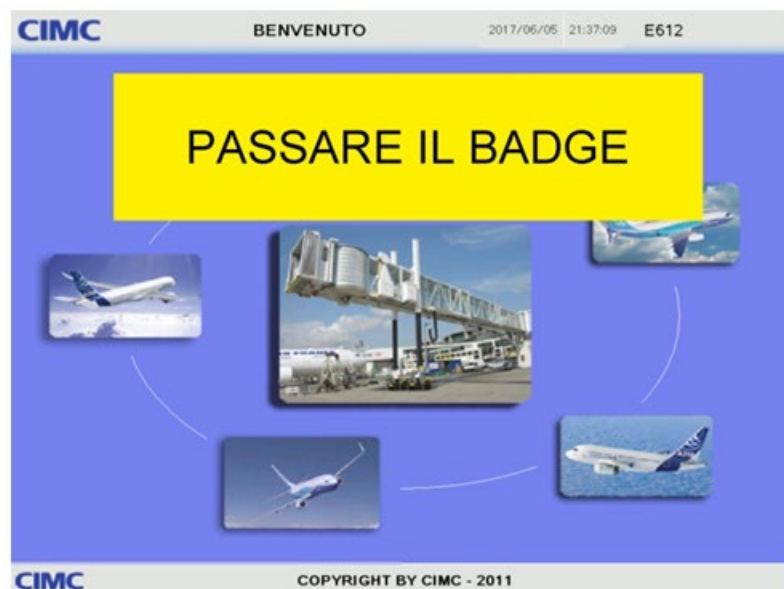 CIMC
BENVENUTO
2017/06/05 21:37:09
E612
PASSARE IL BADGE
CIMC
COPYRIGHT BY CIMC - 2011